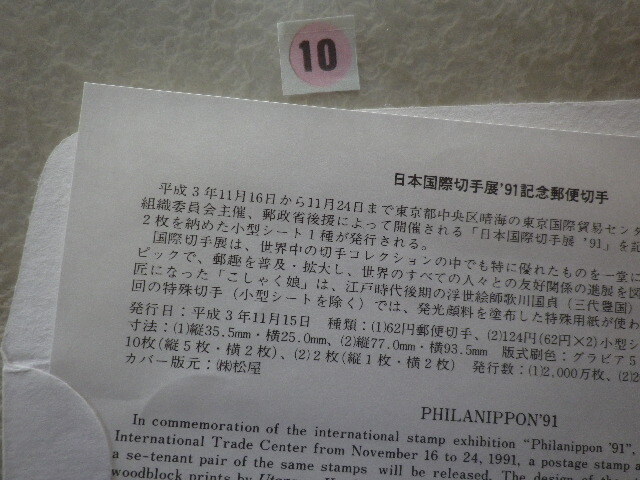 10
日本国際切手展'91記念郵便切手
平成3年11月16日から11月24日まで東京都中央区晴海の東京国際貿易センタ
組織委員会主催、郵政省後援によって開催される「日本国際切手展'91」を記
2枚を納めた小型シート1種が発行される。
国際切手展は、世界中の切手コレクションの中でも特に優れたものを一堂に
ピックで、郵趣を普及・拡大し、世界のすべての人々との友好関係の進展を図
匠になった「こしゃく娘」は、江戸時代後期の浮世絵師歌川国貞(三代豊国)
回の特殊切手(小型シートを除く)では、発光顔料を塗布した特殊用紙が使わ
発行日:平成3年11月15日 種類:(1)62円郵便切手、(2)124円(62円×2)小型シ
寸法:(1)縦35.5mm・横25.0mm、(2)縦77.0mm・横93.5mm 版式刷色:グラビア5
10枚(縦5枚・横2枚)、(2)2枚(縦1枚・横2枚) 発行数:(1)2,000万枚、(2)2
カバー版元:㈱松屋
PHILANIPPON'91
In commemoration of the international stamp exhibition "Philanippon '91",
International Trade Center from November 16 to 24, 1991, a postage stamp a
a se-tenant pair of the same stamps will be released. The design of the
woodblock prints by